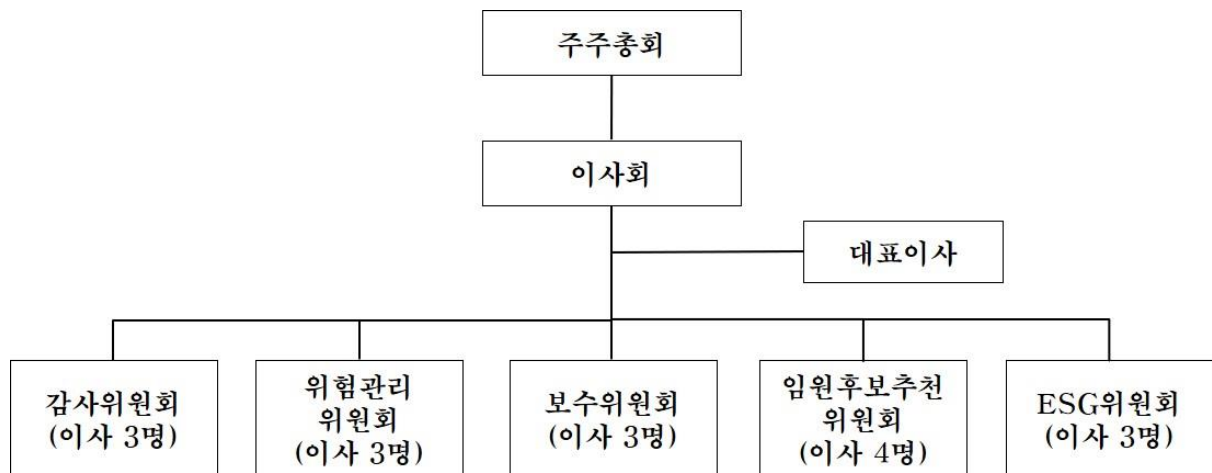 주주총회
이사회
대표이사
감사위원회
(이사 3명)
위험관리
위원회
(이사 3명)
보수위원회
(이사 3명)
임원후보추천
위원회
(이사 4명)
ESG위원회
(이사 3명)